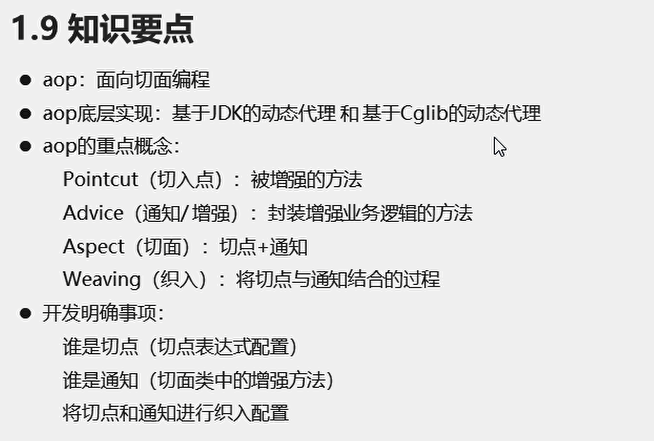 1.9 知识要点
● aop：面向切面编程
● aop底层实现：基于JDK的动态代理 和 基于Cglib的动态代理
● aop的重点概念：
Pointcut（切入点）：被增强的方法
Advice（通知/ 增强）：封装增强业务逻辑的方法
Aspect（切面）：切点+通知
Weaving（织入）：将切点与通知结合的过程
● 开发明确事项：
谁是切点（切点表达式配置）
谁是通知（切面类中的增强方法）
将切点和通知进行织入配置